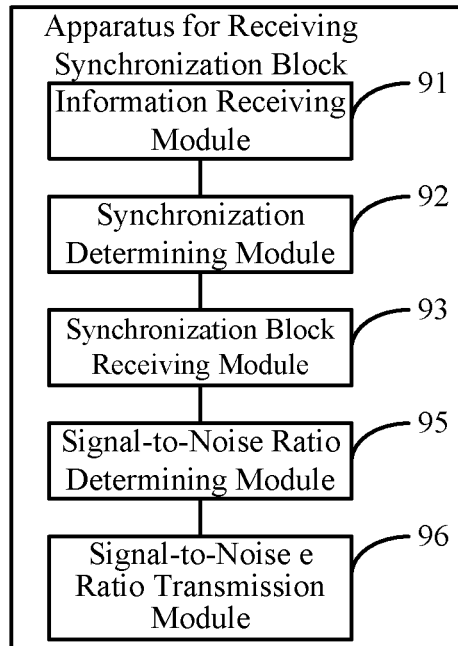 Apparatus for Receiving
Synchronization Block
Information Receiving
Module
91
Synchronization
Determining Module
92
Synchronization Block
Receiving Module
93
Signal-to-Noise Ratio
Determining Module
95
Signal-to-Noise e
Ratio Transmission
Module
96